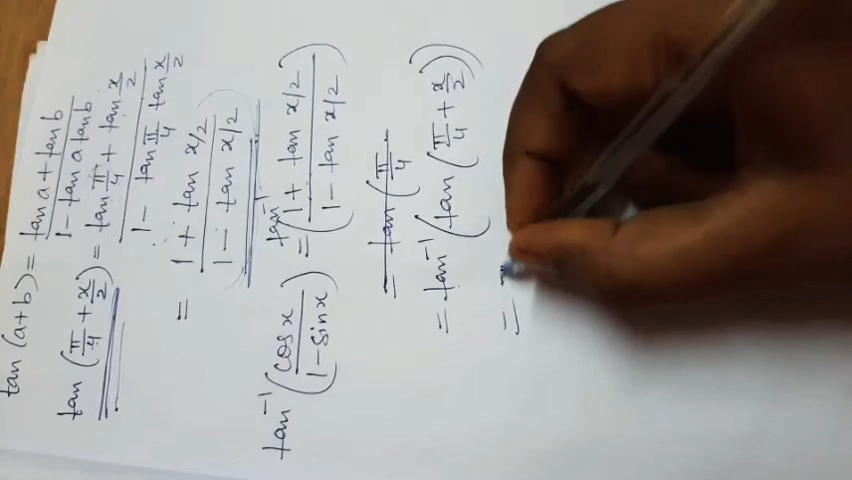 tan (a+b) = tan a + tan b / 1 - tan a tan b
tan (π/4 + x/2) = tan π/4 + tan x/2 / 1 - tan π/4 tan x/2
= 1 + tan x/2 / 1 - tan x/2
tan⁻¹ (cos x / 1 - sin x) = tan⁻¹ (1 + tan x/2 / 1 - tan x/2)
= tan (π/4
= tan⁻¹ (tan (π/4 + x/2))
=